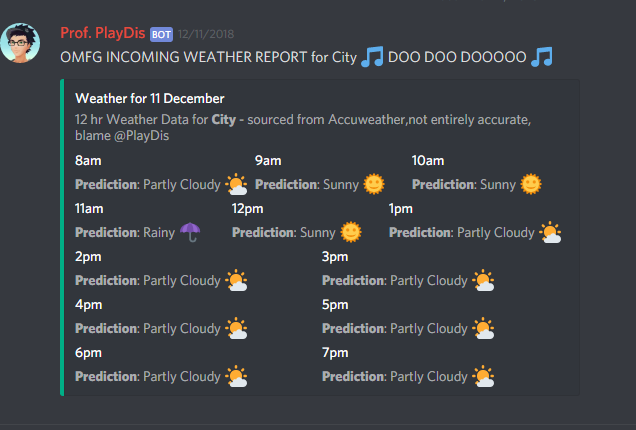 Prof. PlayDis BOT 12/11/2018
OMFG INCOMING WEATHER REPORT for City 🎵 DOO DOO DOOOOO 🎵
Weather for 11 December
12 hr Weather Data for City - sourced from Accuweather,not entirely accurate,
blame @PlayDis
8am 9am 10am
Prediction: Partly Cloudy ⛅ Prediction: Sunny 🌞 Prediction: Sunny 🌞
11am 12pm 1pm
Prediction: Rainy ☂ Prediction: Sunny 🌞 Prediction: Partly Cloudy ⛅
2pm 3pm
Prediction: Partly Cloudy ⛅ Prediction: Partly Cloudy ⛅
4pm 5pm
Prediction: Partly Cloudy ⛅ Prediction: Partly Cloudy ⛅
6pm 7pm
Prediction: Partly Cloudy ⛅ Prediction: Partly Cloudy ⛅